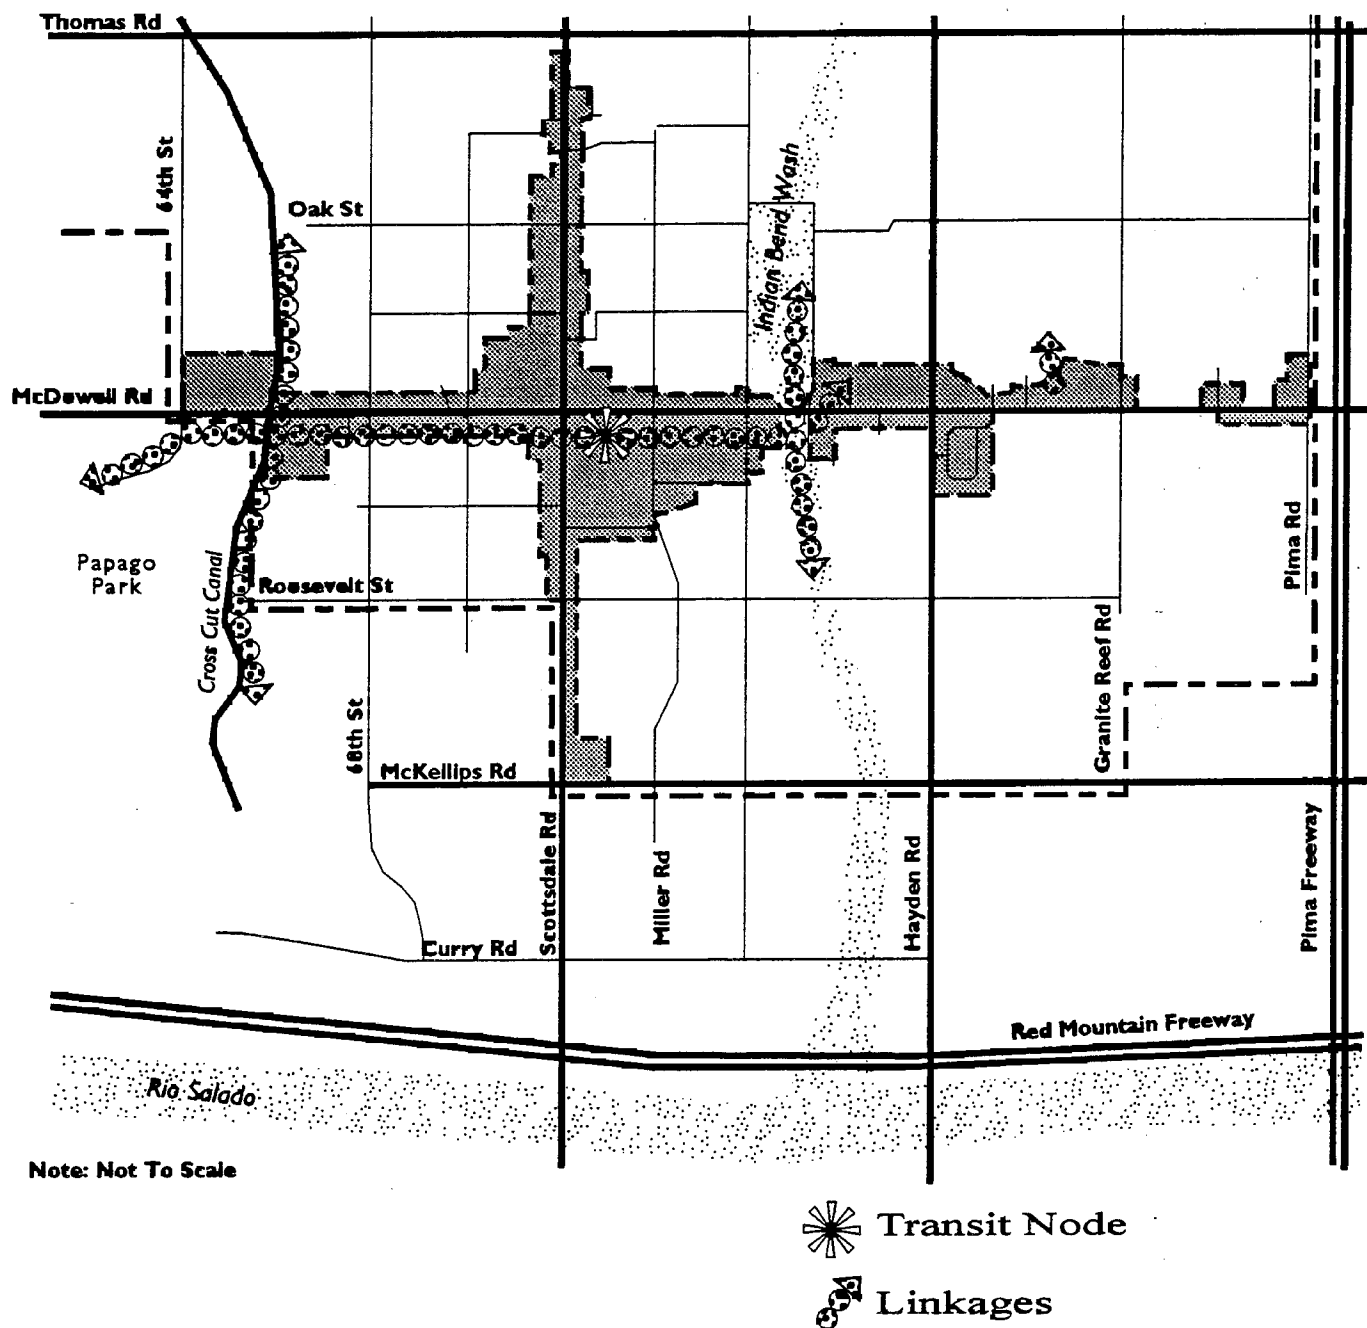 Thomas Rd
64th St
Oak St
Indian Bend Wash
McDowell Rd
Papago
Park
Cross Cut Canal
Roosevelt St
Pima Rd
Granite Reef Rd
68th St
McKellips Rd
Scottsdale Rd
Miller Rd
Hayden Rd
Pima Freeway
Curry Rd
Red Mountain Freeway
Rio Salado
Note: Not To Scale
Transit Node
Linkages